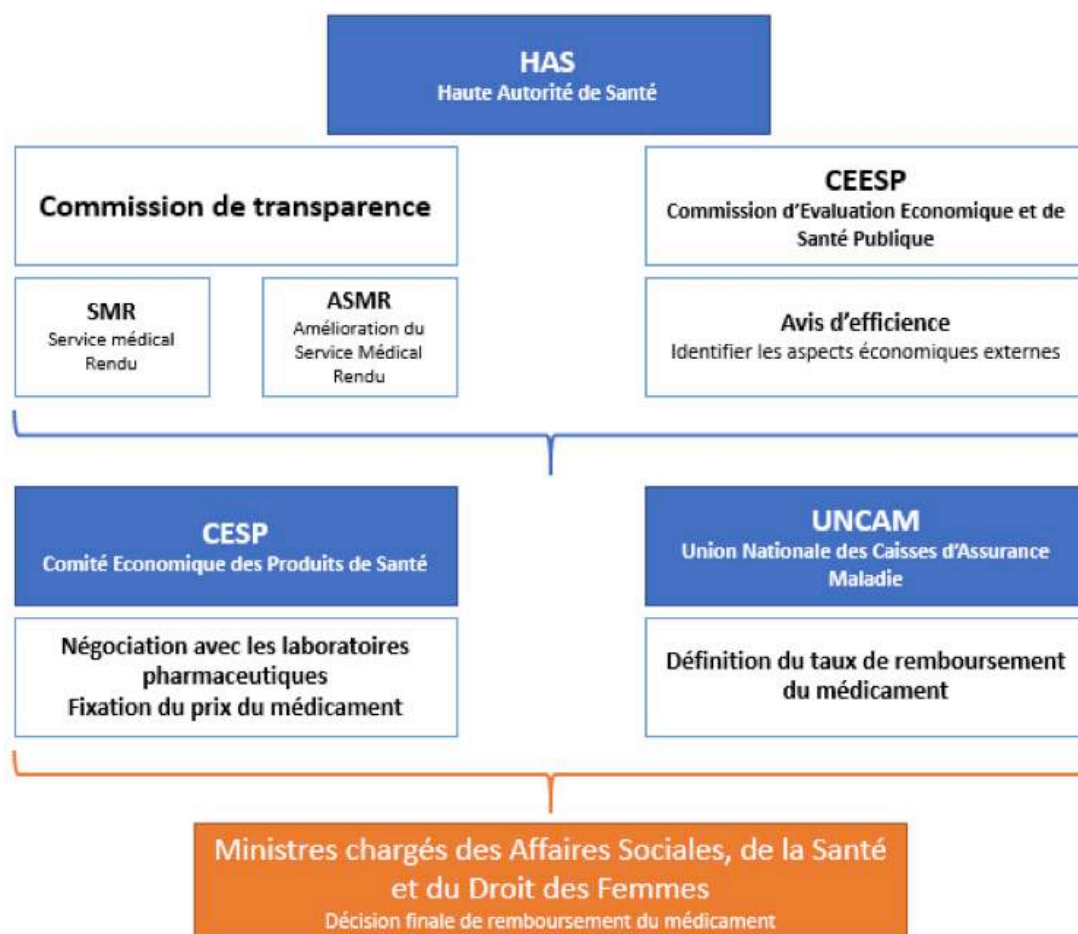 HAS
Haute Autorité de Santé
Commission de transparence
CEESP
Commission d'Evaluation Economique et de
Santé Publique
SMR
Service médical
Rendu
ASMR
Amélioration du
Service Médical
Rendu
Avis d'efficience
Identifier les aspects économiques externes
CESP
Comité Economique des Produits de Santé
UNCAM
Union Nationale des Caisses d'Assurance
Maladie
Négociation avec les laboratoires
pharmaceutiques
Fixation du prix du médicament
Définition du taux de remboursement
du médicament
Ministres chargés des Affaires Sociales, de la Santé
et du Droit des Femmes
Décision finale de remboursement du médicament